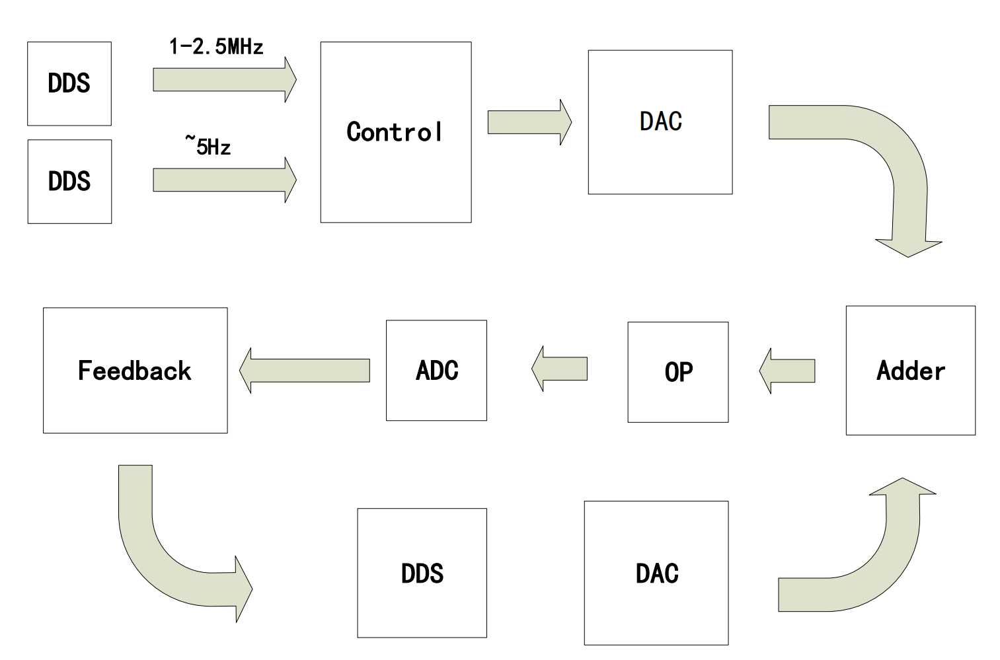 1-2.5MHz
DDS
Control
DAC
~5Hz
DDS
Feedback
ADC
OP
Adder
DDS
DAC